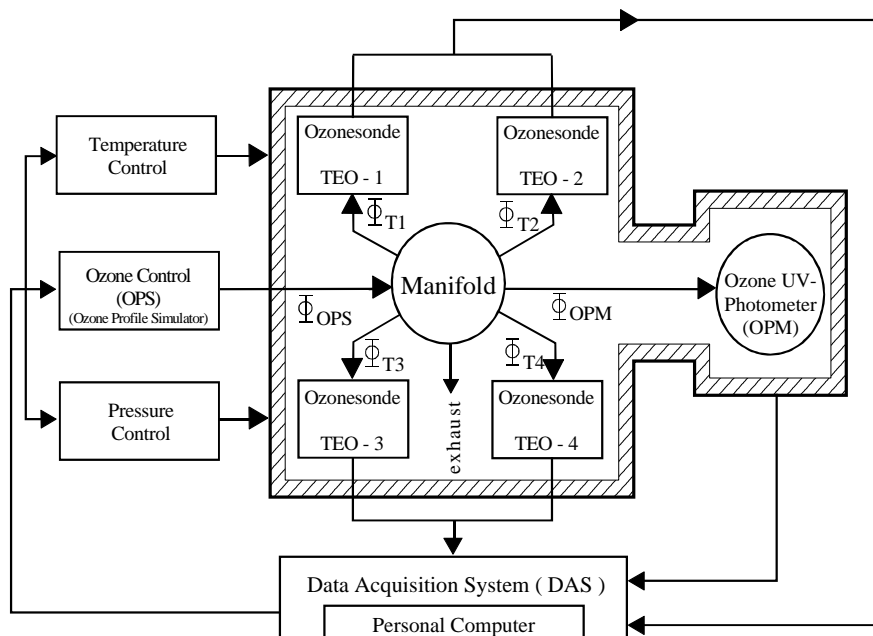 Ozonesonde
TEO - 1
Ozonesonde
TEO - 2
Temperature
Control
Φ T1
Φ T2
Ozone Control
(OPS)
(Ozone Profile Simulator)
Manifold
Ozone UV-
Photometer
(OPM)
Φ OPS
Φ OPM
Φ T3
Φ T4
Pressure
Control
Ozonesonde
TEO - 3
exhaust
Ozonesonde
TEO - 4
Data Acquisition System ( DAS )
Personal Computer